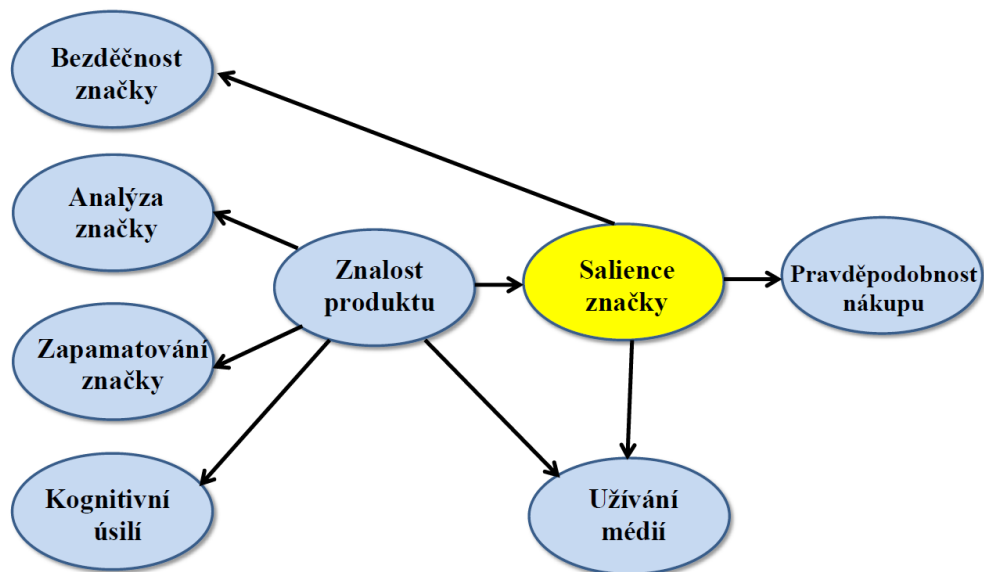 Bezděčnost
značky
Analýza
značky
Znalost
produktu
Salience
značky
Pravděpodobnost
nákupu
Zapamatování
značky
Kognitivní
úsilí
Užívání
médií